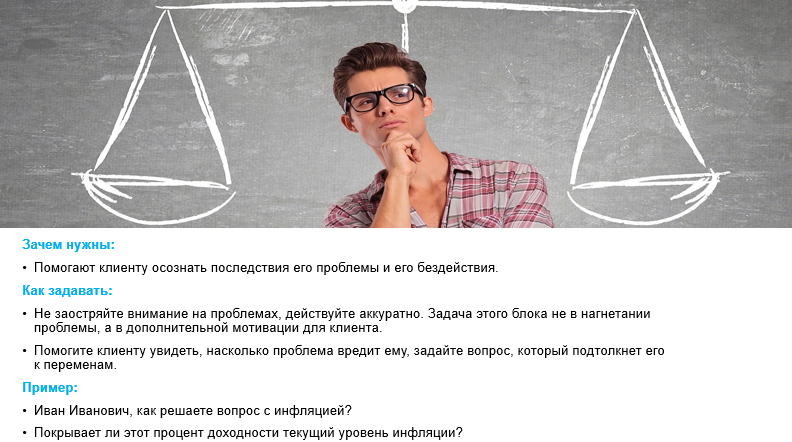 Зачем нужны:
• Помогают клиенту осознать последствия его проблемы и его бездействия.
Как задавать:
• Не заостряйте внимание на проблемах, действуйте аккуратно. Задача этого блока не в нагнетании
проблемы, а в дополнительной мотивации для клиента.
• Помогите клиенту увидеть, насколько проблема вредит ему, задайте вопрос, который подтолкнет его
к переменам.
Пример:
• Иван Иванович, как решаете вопрос с инфляцией?
• Покрывает ли этот процент доходности текущий уровень инфляции?